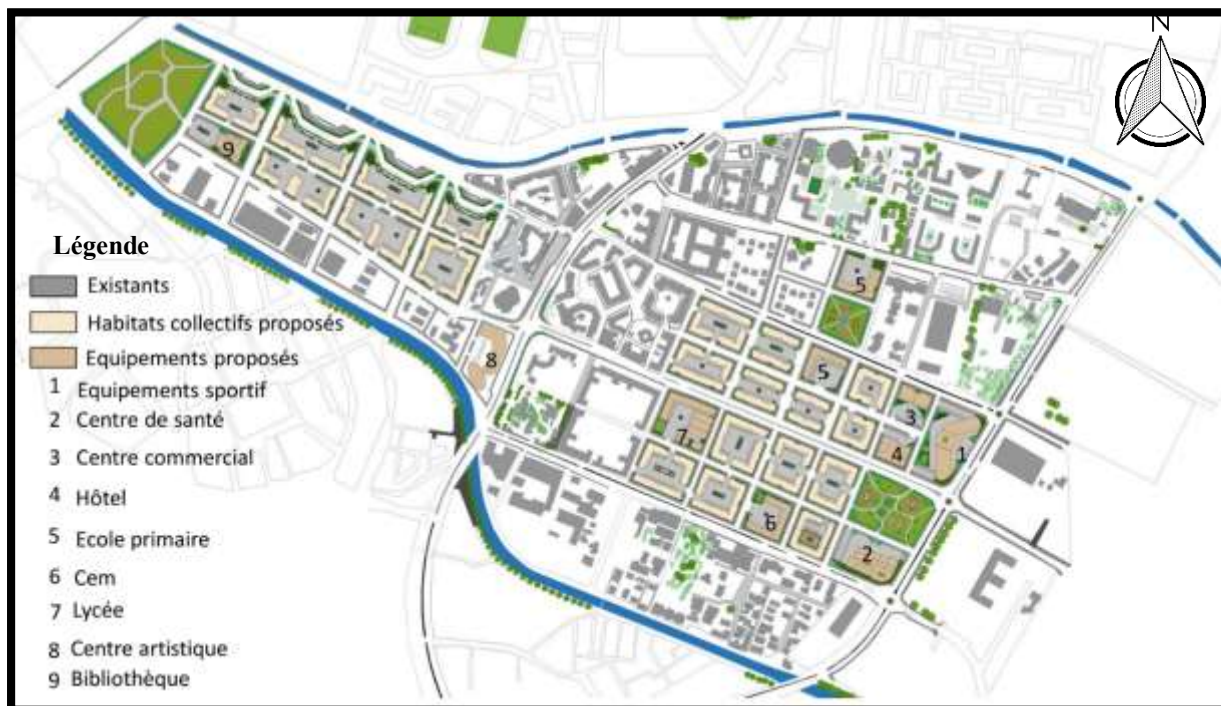 N
9
5
8
5
3
7
4
1
6
2
Légende
Existants
Habitats collectifs proposés
Equipements proposés
1 Equipements sportif
2 Centre de santé
3 Centre commercial
4 Hôtel
5 Ecole primaire
6 Cem
7 Lycée
8 Centre artistique
9 Bibliothèque